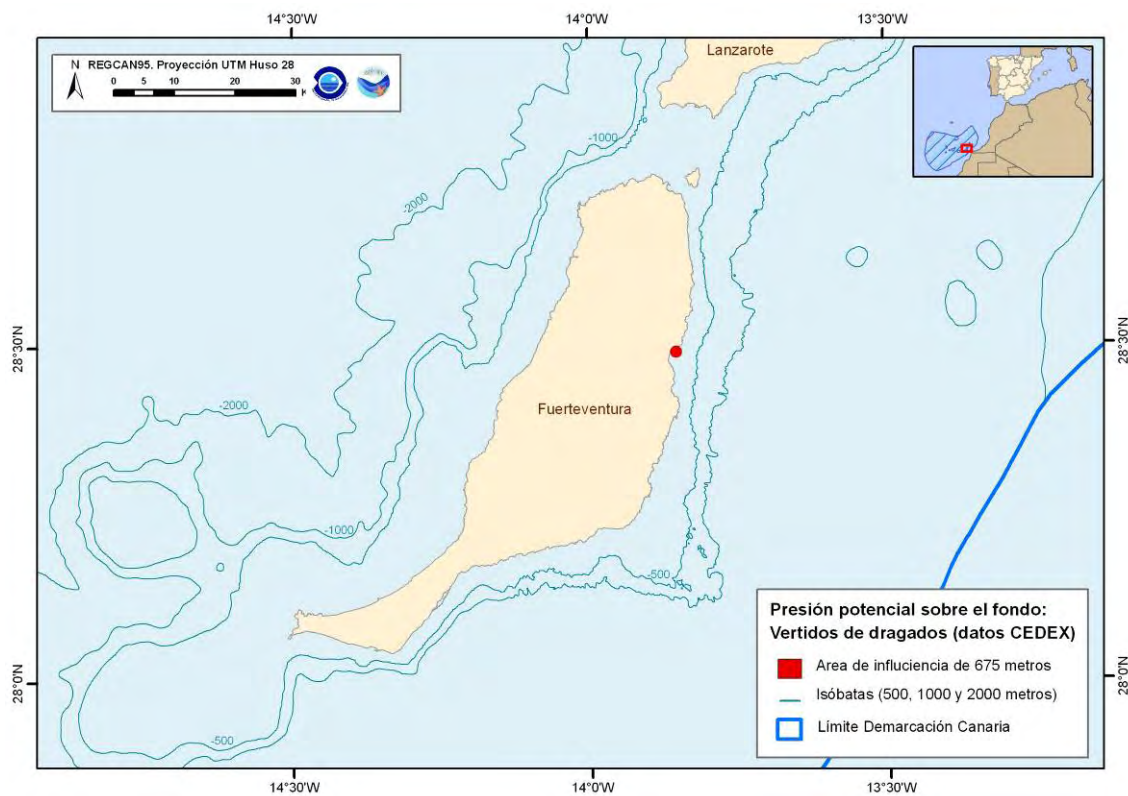 14°30'W
14°0'W
13°30'W
N REGCAN95. Proyección UTM Huso 28
0 5 10 20 30 K
Lanzarote
-1000
-2000
28°30'N
28°30'N
Fuerteventura
-2000
-1000
-500
28°0'N
28°0'N
-500
Presión potencial sobre el fondo:
Vertidos de dragados (datos CEDEX)
Area de influciencia de 675 metros
Isóbatas (500, 1000 y 2000 metros)
Límite Demarcación Canaria
14°30'W
14°0'W
13°30'W